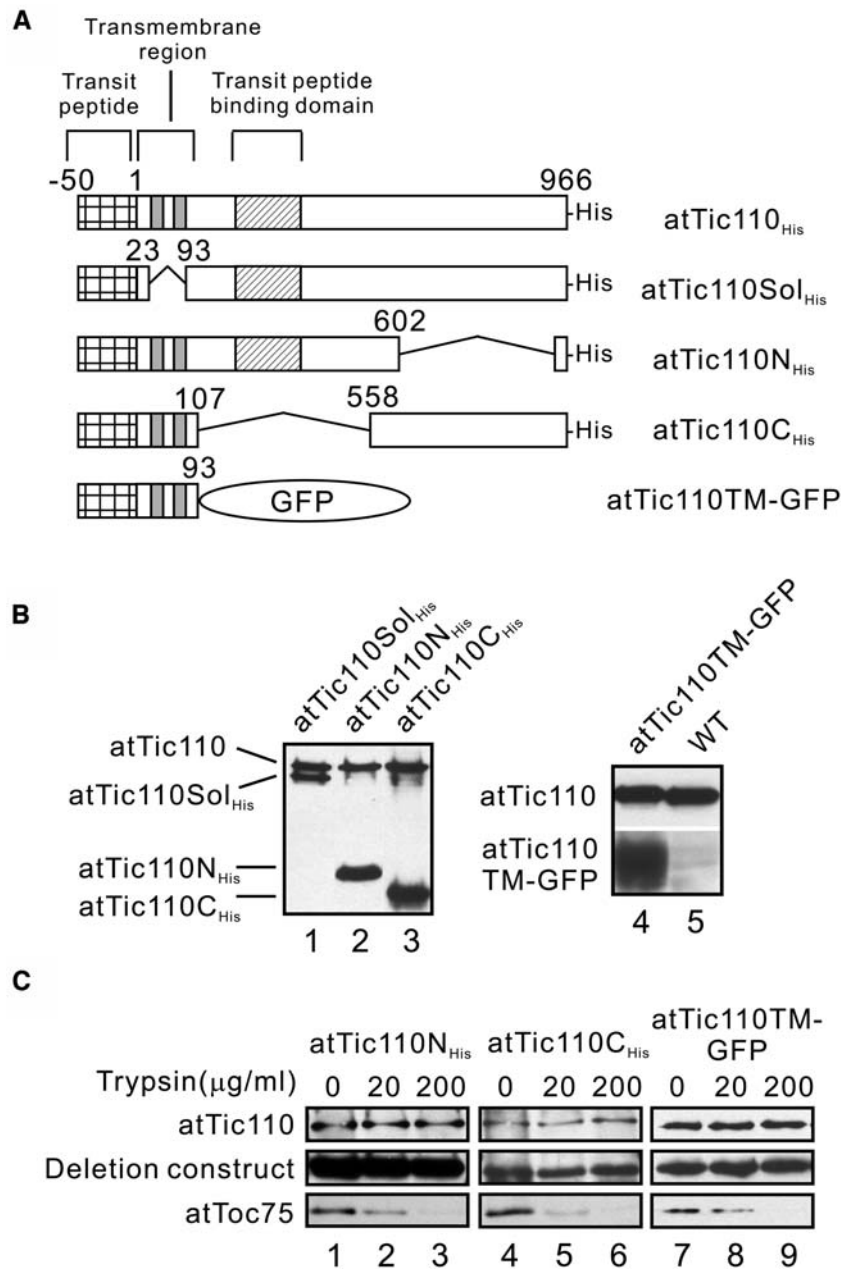 A
Transmembrane
region
Transit
peptide
Transit peptide
binding domain
-50 1 966
-His atTic110His
23 93
-His atTic110SolHis
602
-His atTic110NHis
107 558
-His atTic110CHis
93
GFP atTic110TM-GFP
B
atTic110SolHis
atTic110NHis
atTic110CHis
atTic110
atTic110SolHis
atTic110NHis
atTic110CHis
1 2 3
atTic110TM-GFP
WT
atTic110
atTic110
TM-GFP
4 5
C
atTic110NHis atTic110CHis atTic110TM-
GFP
Trypsin(μg/ml) 0 20 200 0 20 200 0 20 200
atTic110
Deletion construct
atToc75
1 2 3 4 5 6 7 8 9